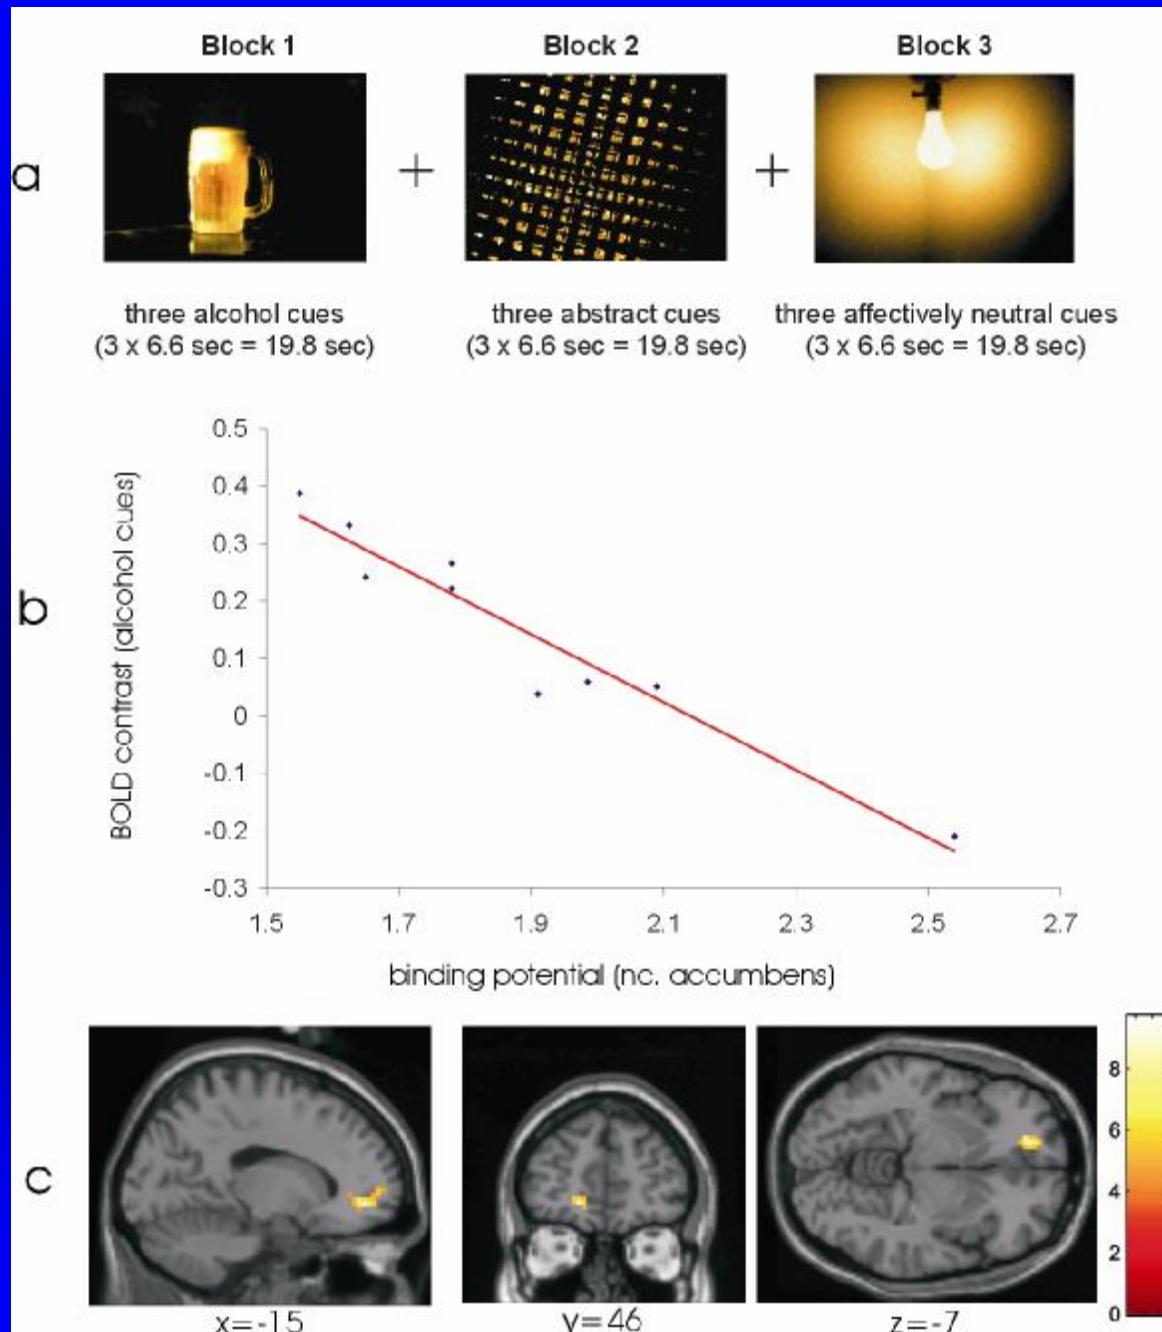 Block 1 Block 2 Block 3
a + +
three alcohol cues three abstract cues three affectively neutral cues
(3 x 6.6 sec = 19.8 sec) (3 x 6.6 sec = 19.8 sec) (3 x 6.6 sec = 19.8 sec)
b
BOLD contrast (alcohol cues)
0.5
0.4
0.3
0.2
0.1
0
-0.1
-0.2
-0.3
1.5 1.7 1.9 2.1 2.3 2.5 2.7
binding potential (nc. accumbens)
c
8
6
4
2
0
x=-15 y=46 z=-7